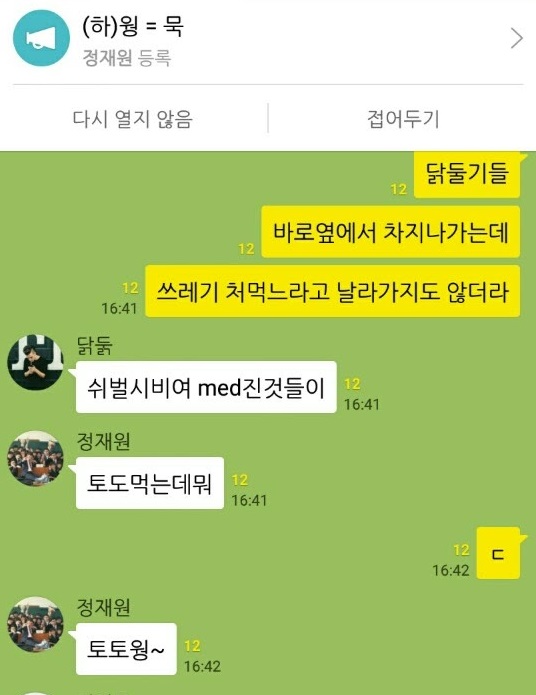 (하)웡 = 묵
정재원 등록
다시 열지 않음
접어두기
닭둘기들
12
바로옆에서 차지나가는데
12
쓰레기 처먹느라고 날라가지도 않더라
12
16:41
닭둙
쉬벌시비여 med진것들이
12
16:41
정재원
토도먹는데뭐
12
16:41
ㄷ
12
16:42
정재원
토토웡~
12
16:42